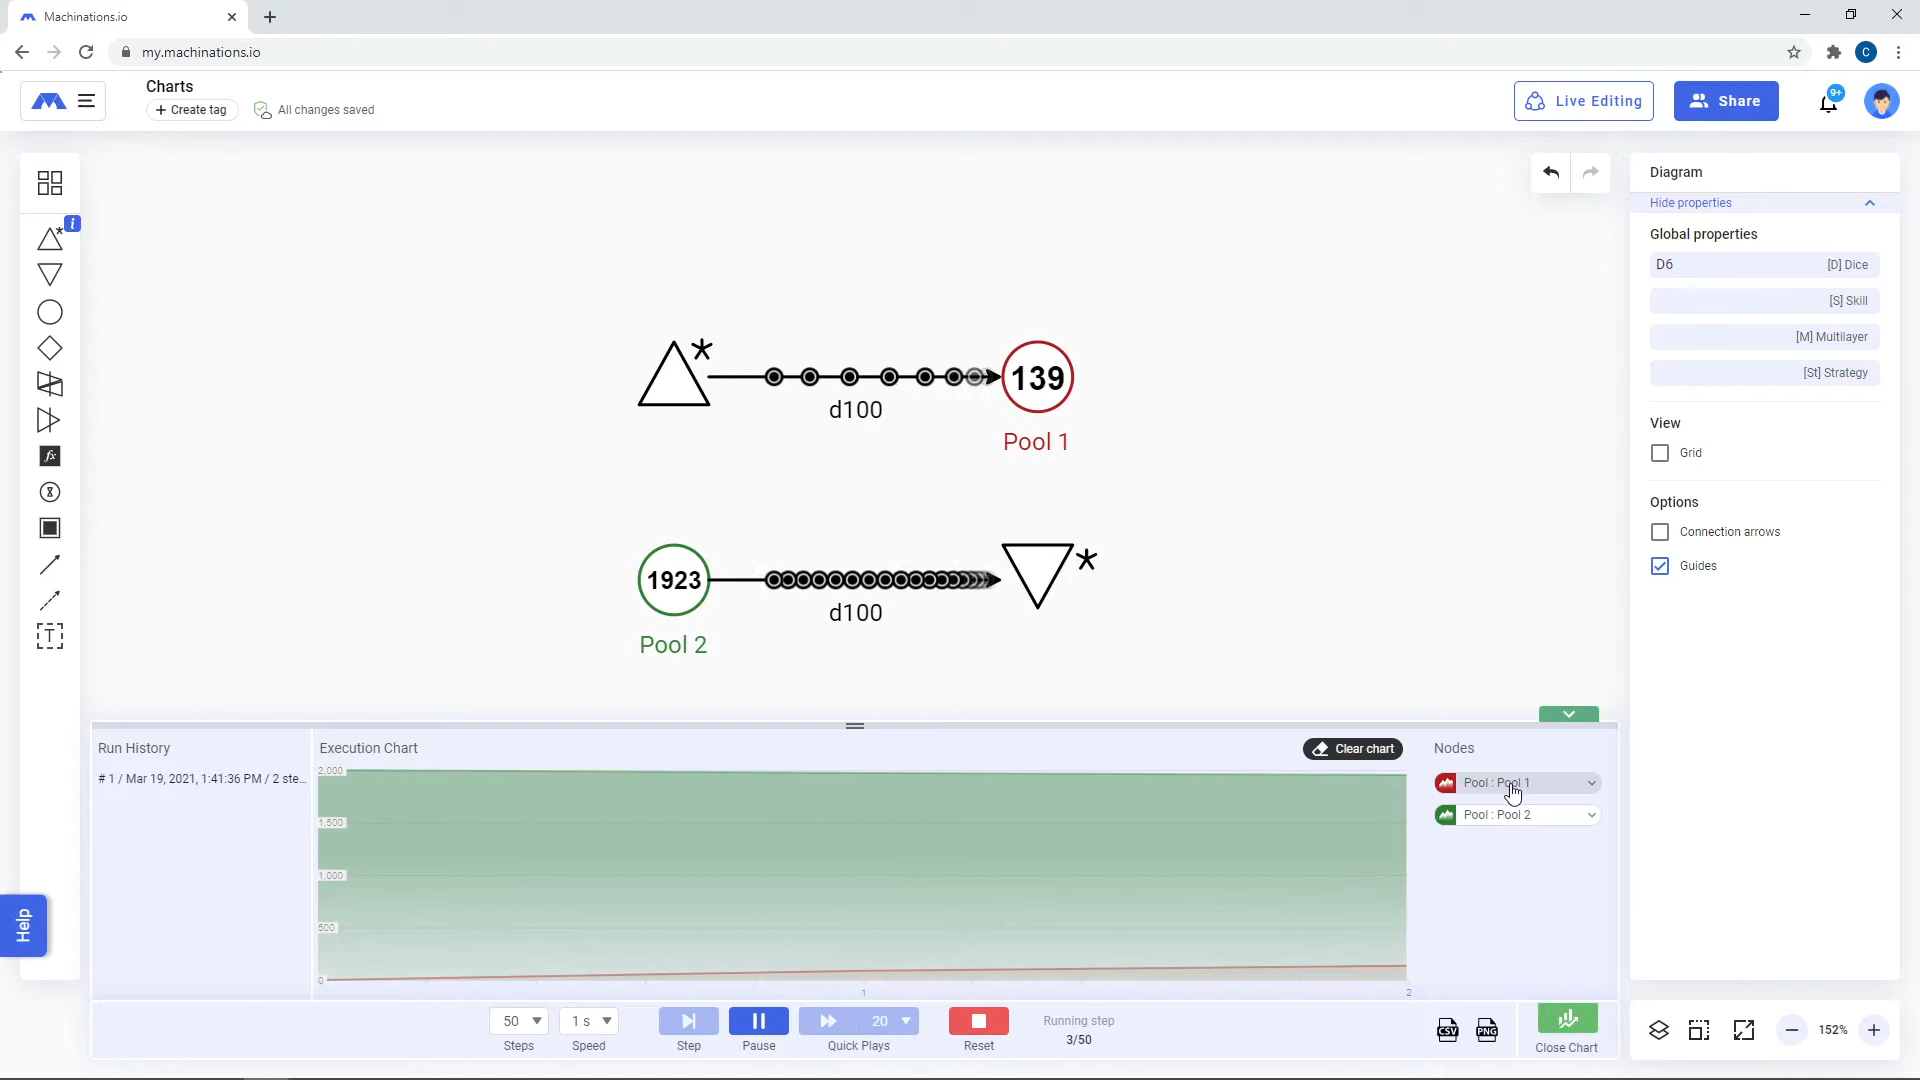 Machinations.io
my.machinations.io
C
Charts
+ Create tag
All changes saved
Live Editing
Share
9+
i
Diagram
Hide properties
Global properties
D6 [D] Dice
[S] Skill
[M] Multilayer
[St] Strategy
View
Grid
Options
Connection arrows
Guides
*
139
d100
Pool 1
1923
*
d100
Pool 2
fx
T
Help
Run History
# 1 / Mar 19, 2021, 1:41:36 PM / 2 ste...
Execution Chart
Clear chart
2,000
1,500
1,000
500
0
1
2
Nodes
Pool : Pool 1
Pool : Pool 2
50
Steps
1 s
Speed
Step
Pause
20
Quick Plays
Reset
Running step
3/50
CSV
PNG
Close Chart
152%